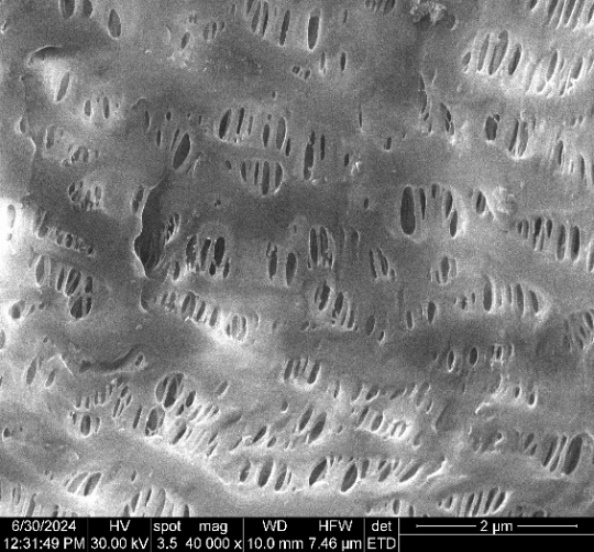 6/30/2024 HV spot mag WD HFW det 2 µm
12:31:49 PM 30.00 kV 3.5 40 000 x 10.0 mm 7.46 µm ETD